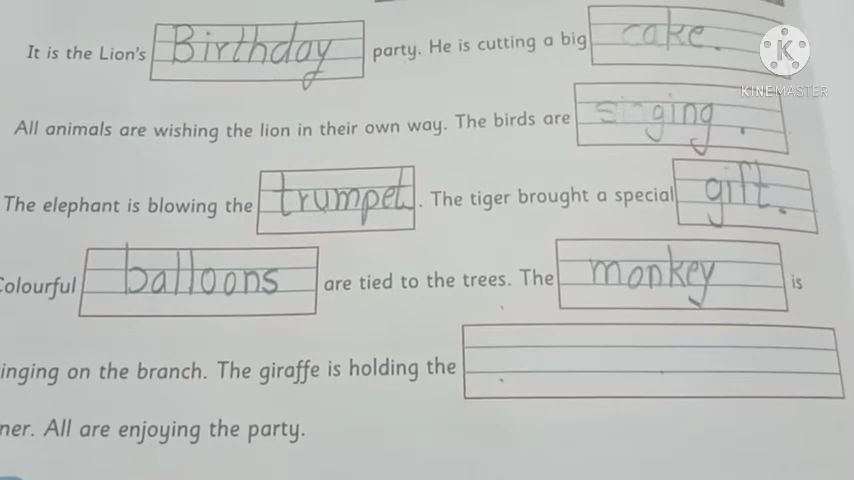 It is the Lion's Birthday party. He is cutting a big cake.
K
KINEMASTER
All animals are wishing the lion in their own way. The birds are singing.
The elephant is blowing the trumpet. The tiger brought a special gift.
Colourful balloons are tied to the trees. The monkey is
inging on the branch. The giraffe is holding the
ner. All are enjoying the party.